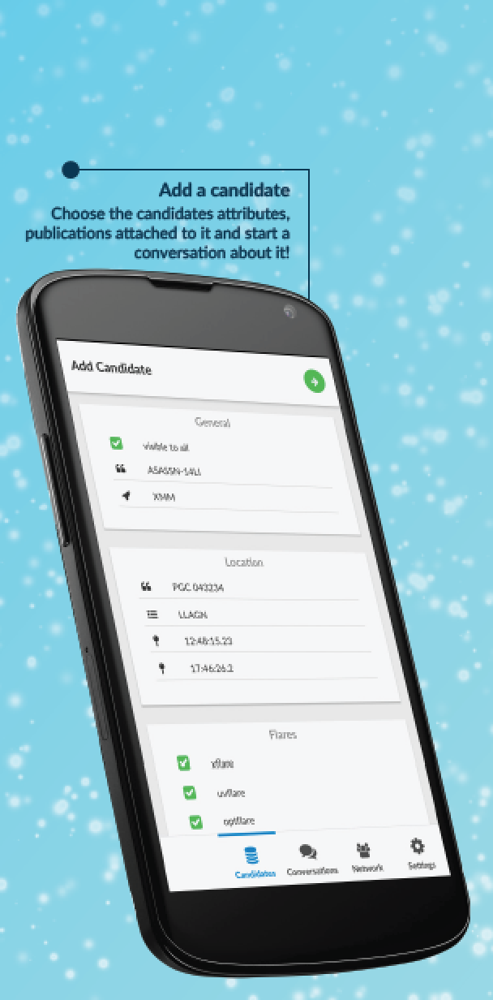 Add a candidate
Choose the candidates attributes,
publications attached to it and start a
conversation about it!
Add Candidate
General
visible to all
ASASSN-14LI
XMM
Location
PGC 043234
LLAGN
12:48:15.23
17:46:26.2
Flares
xflare
uvflare
optflare
Candidates Conversations Network Settings